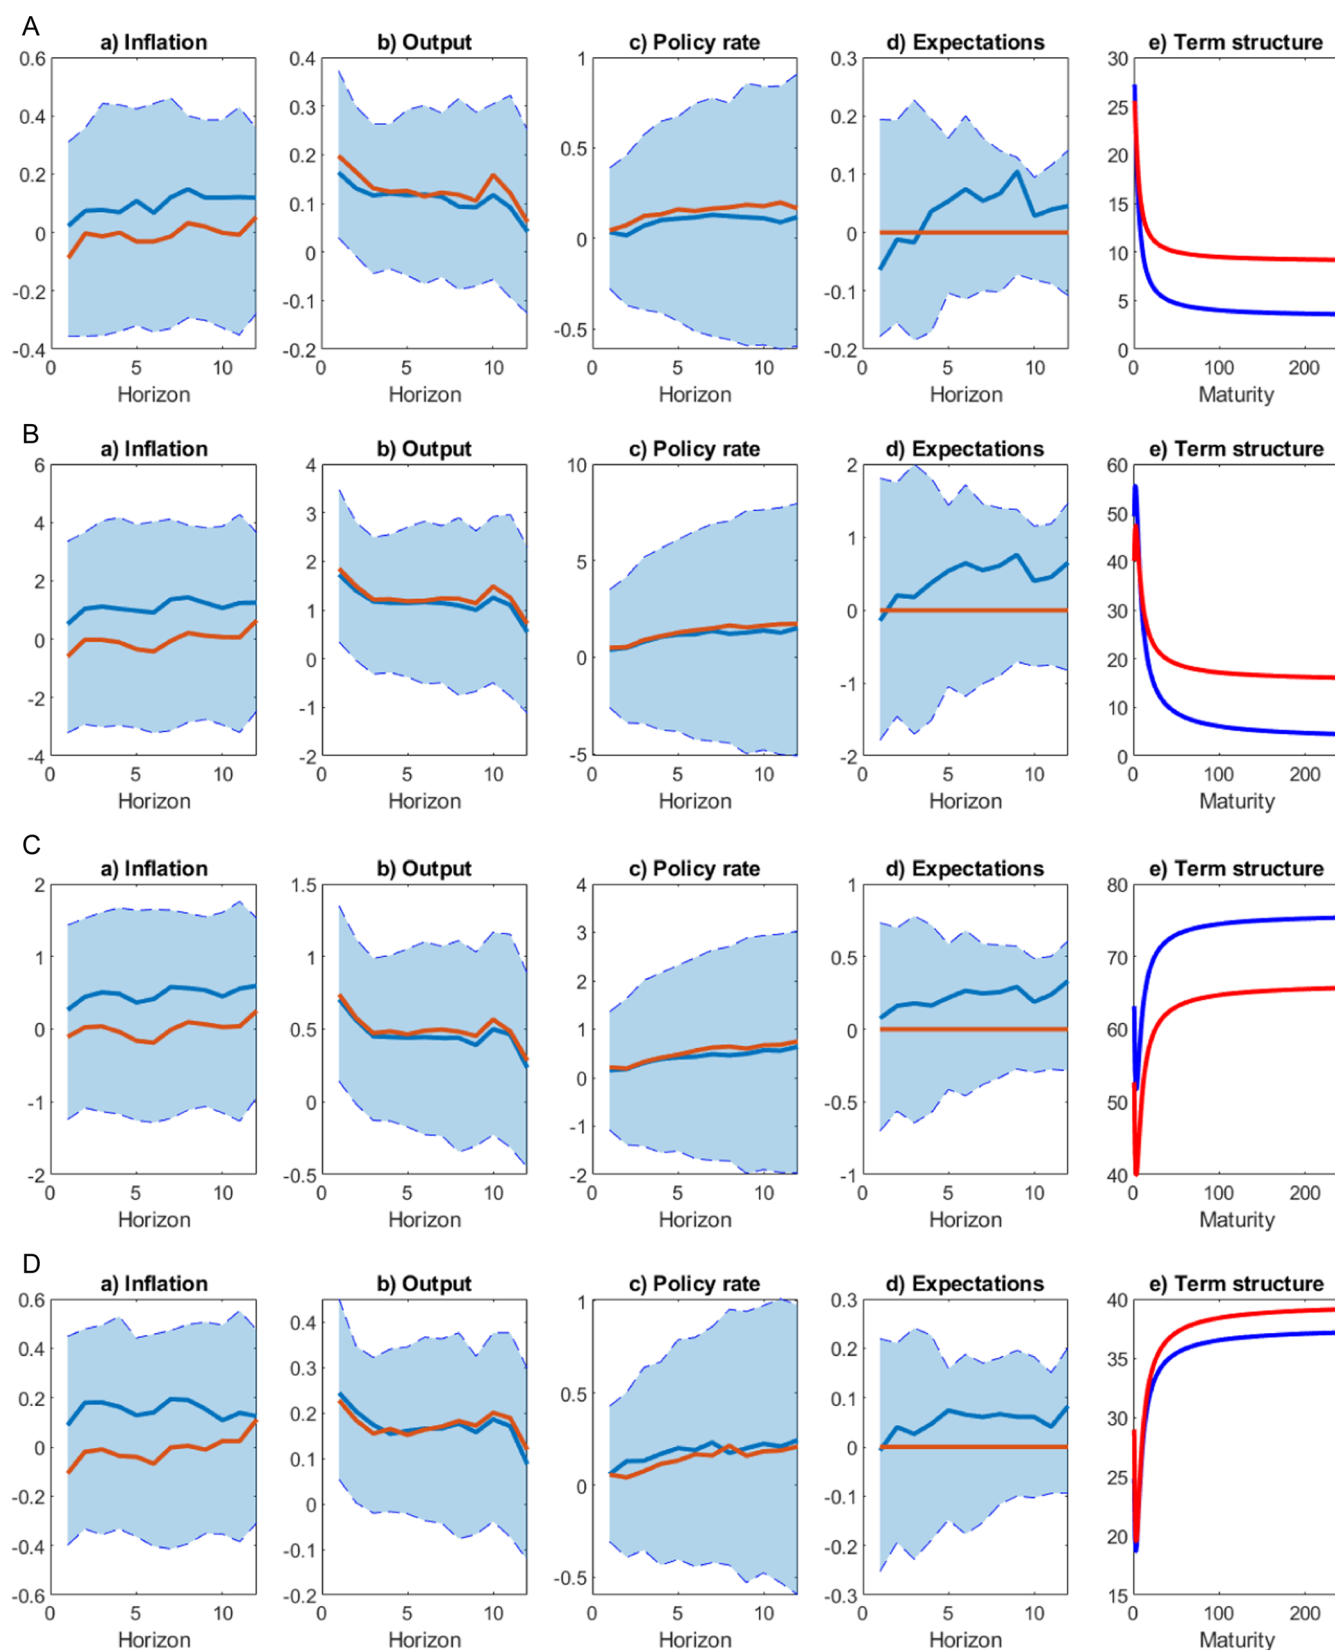 A
a) Inflation b) Output c) Policy rate d) Expectations e) Term structure
0.6 0.4 1 0.3 30
0.4 0.3 0.5 0.2 25
0.2 0.2 0 0.1 20
0 0.1 -0.5 0 15
-0.2 0 -0.1 10
-0.4 -0.1 -0.2 5
-0.2 0
0 5 10 0 5 10 0 5 10 0 5 10 0 100 200
Horizon Horizon Horizon Horizon Maturity
B
a) Inflation b) Output c) Policy rate d) Expectations e) Term structure
6 4 10 2 60
4 3 5 1 50
2 2 0 0 40
0 1 -5 -1 30
-2 0 -2 20
-4 -1 10
-2 0
0 5 10 0 5 10 0 5 10 0 5 10 0 100 200
Horizon Horizon Horizon Horizon Maturity
C
a) Inflation b) Output c) Policy rate d) Expectations e) Term structure
2 1.5 4 1 80
1 1 3 0.5 70
0 0.5 2 0 60
-1 0 1 -0.5 50
-2 -0.5 0 -1 40
-1
-2
0 5 10 0 5 10 0 5 10 0 5 10 0 100 200
Horizon Horizon Horizon Horizon Maturity
D
a) Inflation b) Output c) Policy rate d) Expectations e) Term structure
0.6 0.4 1 0.3 40
0.4 0.3 0.5 0.2 35
0.2 0.2 0 0.1 30
0 0.1 -0.5 0 25
-0.2 0 -0.1 20
-0.4 -0.1 -0.2 15
-0.6 -0.2 -0.3
0 5 10 0 5 10 0 5 10 0 5 10 0 100 200
Horizon Horizon Horizon Horizon Maturity